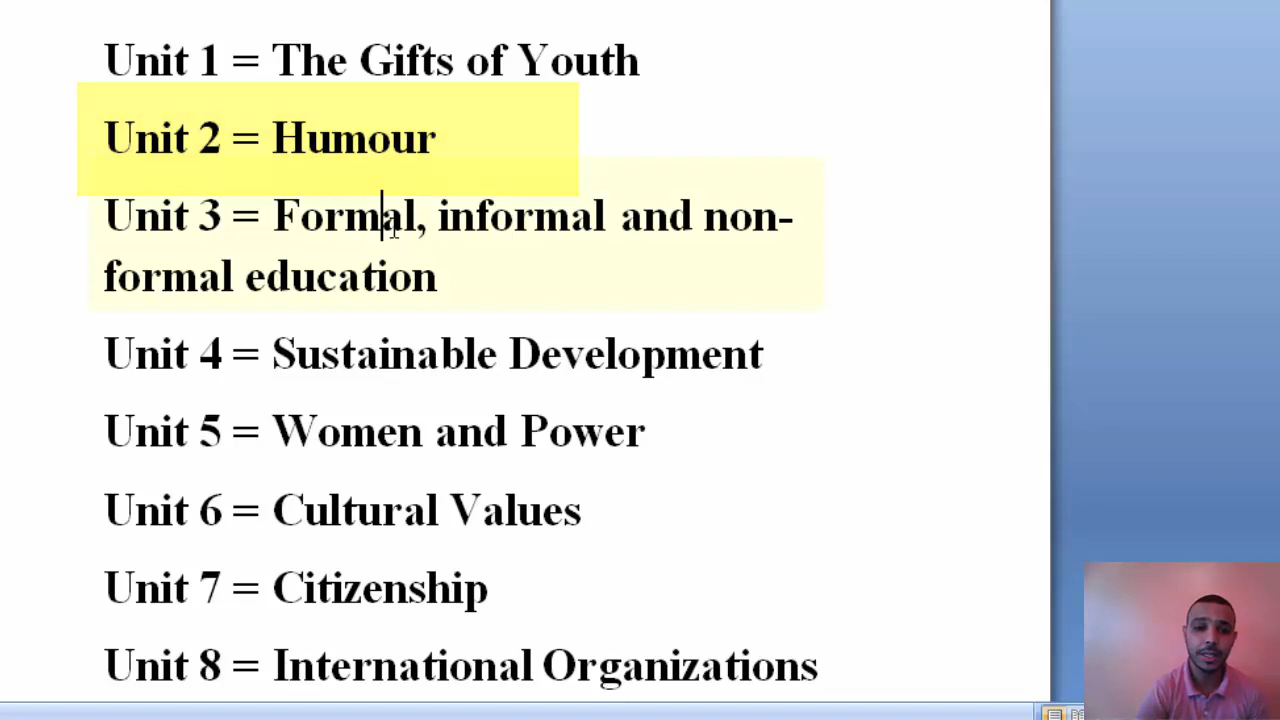 Unit 1 = The Gifts of Youth
Unit 2 = Humour
Unit 3 = Formal, informal and non-
formal education
Unit 4 = Sustainable Development
Unit 5 = Women and Power
Unit 6 = Cultural Values
Unit 7 = Citizenship
Unit 8 = International Organizations